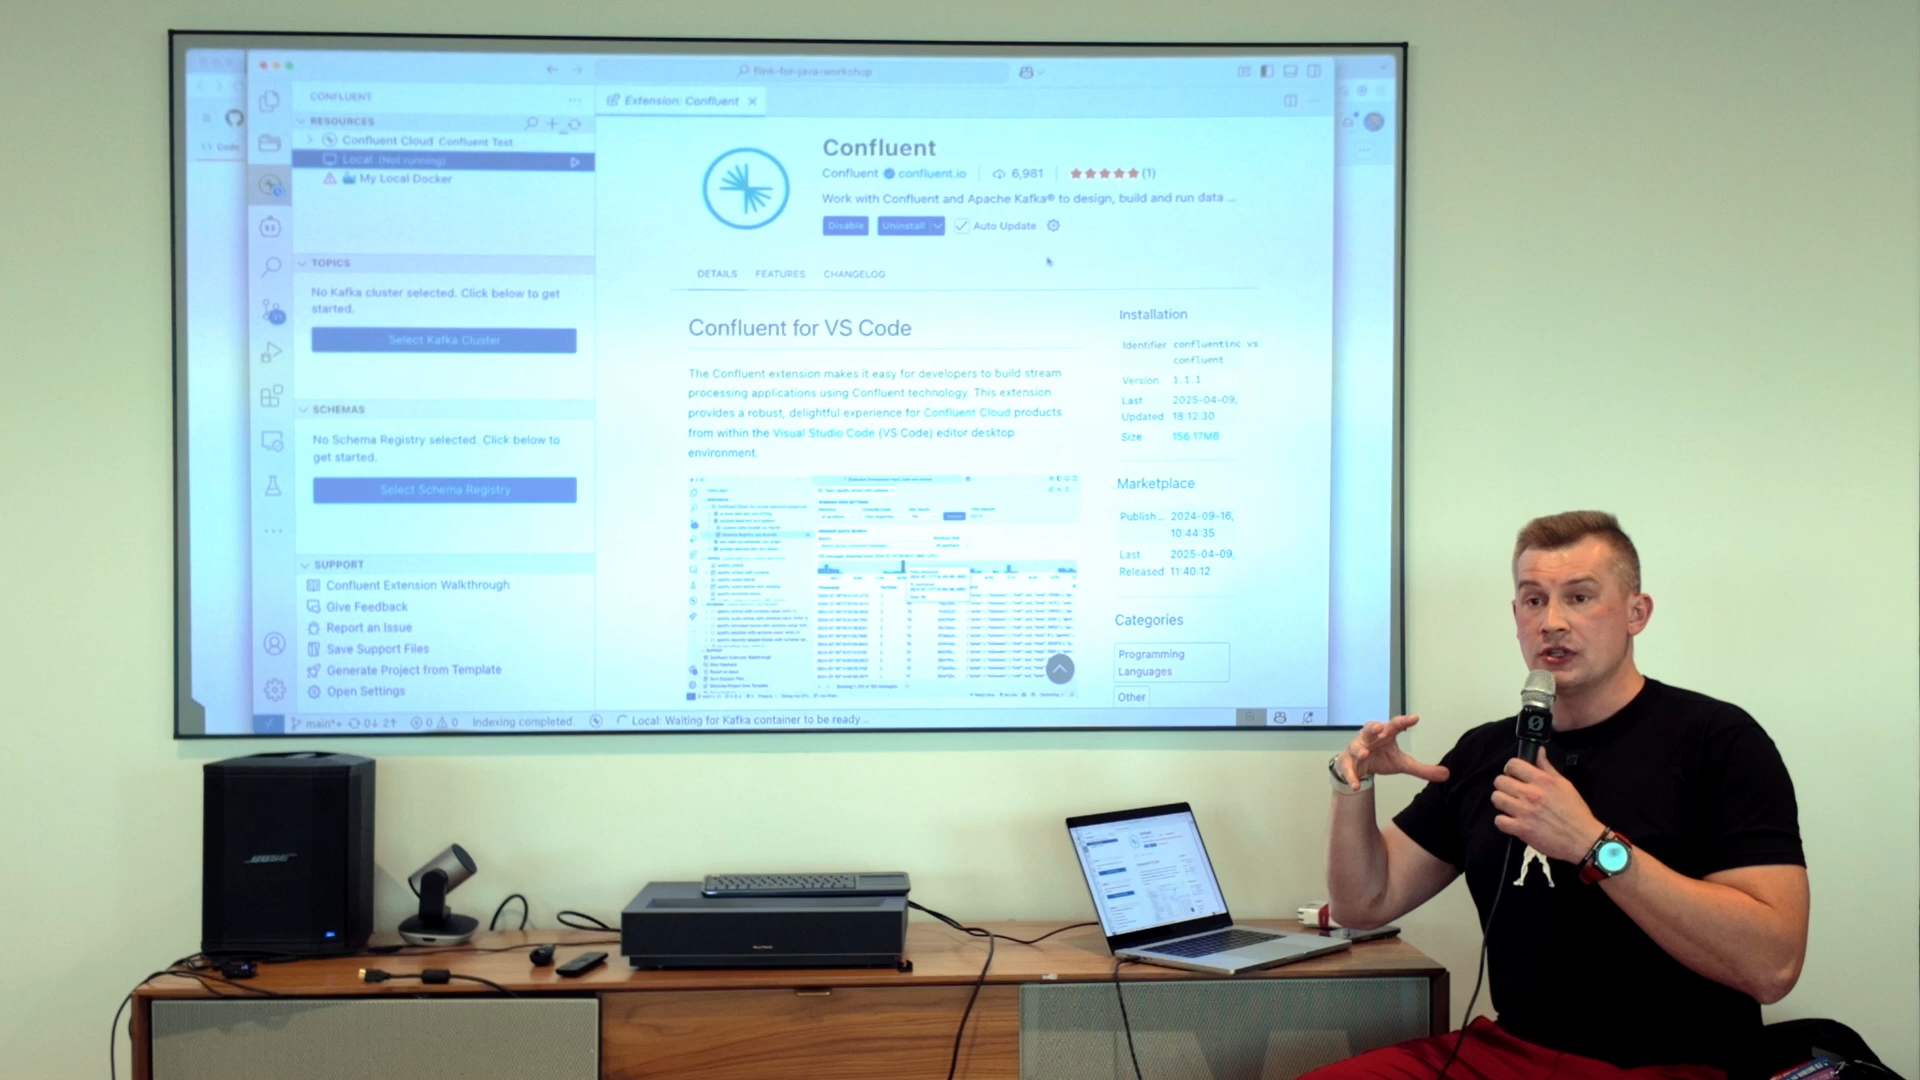 flink-for-java-workshop
CONFLUENT
Extension: Confluent
Code
RESOURCES
Confluent Cloud Confluent Test
Local (Not running)
My Local Docker
Confluent
Confluent confluent.io 6,981 (1)
Work with Confluent and Apache Kafka® to design, build and run data ...
Disable Uninstall Auto Update
DETAILS FEATURES CHANGELOG
TOPICS
No Kafka cluster selected. Click below to get
started.
Select Kafka Cluster
SCHEMAS
No Schema Registry selected. Click below to
get started.
Select Schema Registry
SUPPORT
Confluent Extension Walkthrough
Give Feedback
Report an Issue
Save Support Files
Generate Project from Template
Open Settings
Confluent for VS Code
The Confluent extension makes it easy for developers to build stream
processing applications using Confluent technology. This extension
provides a robust, delightful experience for Confluent Cloud products
from within the Visual Studio Code (VS Code) editor desktop
environment.
Installation
Identifier confluentinc.vs
confluent
Version 1.1.1
Last 2025-04-09,
Updated 18:12:30
Size 156.17MB
Marketplace
Publish... 2024-09-16,
10:44:35
Last 2025-04-09,
Released 11:40:12
Categories
Programming
Languages
Other
main*+ 0↓ 2↑ 0 0 Indexing completed. Local: Waiting for Kafka container to be ready...
BOSE